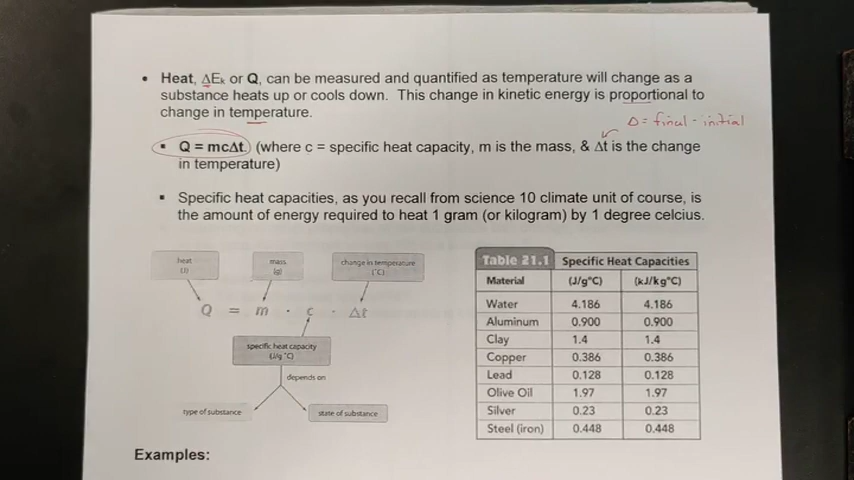 • Heat, ΔEk or Q, can be measured and quantified as temperature will change as a
substance heats up or cools down. This change in kinetic energy is proportional to
change in temperature.
Δ = final - initial
▪ Q = mcΔt. (where c = specific heat capacity, m is the mass, & Δt is the change
in temperature)
▪ Specific heat capacities, as you recall from science 10 climate unit of course, is
the amount of energy required to heat 1 gram (or kilogram) by 1 degree celcius.
heat
(J)
mass
(g)
change in temperature
(°C)
Q = m · c · Δt
specific heat capacity
(J/g °C)
depends on
type of substance
state of substance
Table 21.1 Specific Heat Capacities
Material (J/g°C) (kJ/kg°C)
Water 4.186 4.186
Aluminum 0.900 0.900
Clay 1.4 1.4
Copper 0.386 0.386
Lead 0.128 0.128
Olive Oil 1.97 1.97
Silver 0.23 0.23
Steel (iron) 0.448 0.448
Examples: